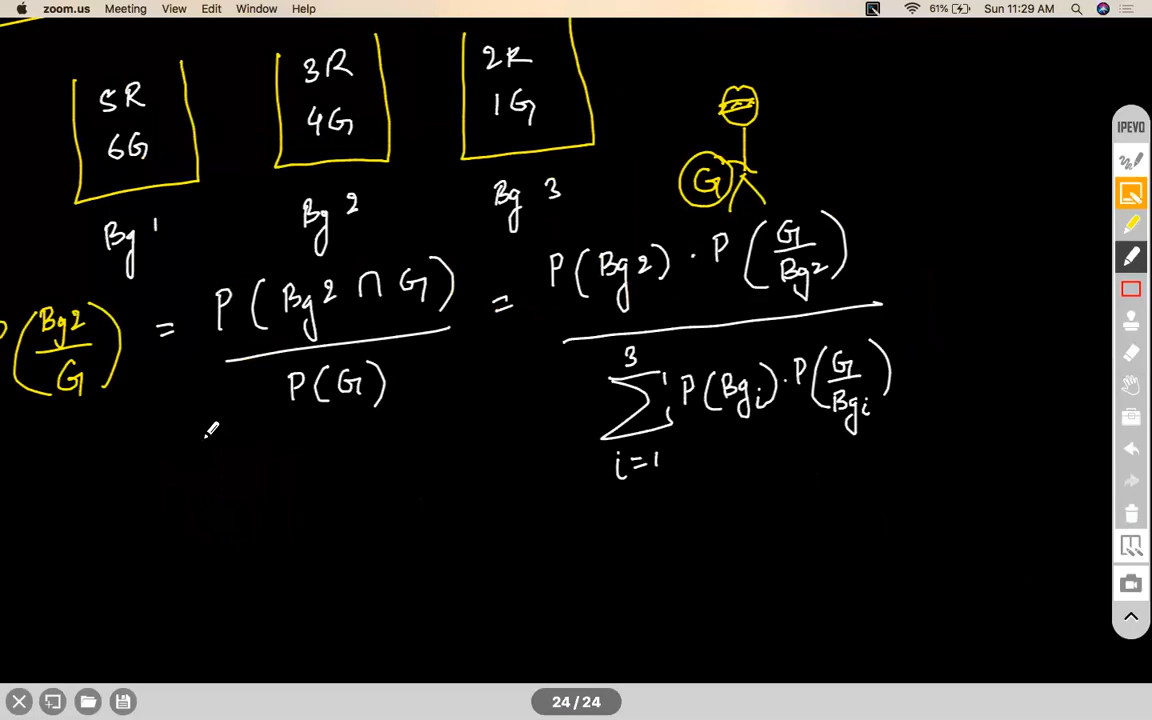 zoom.us Meeting View Edit Window Help 61% Sun 11:29 AM
5R 3R 2R
6G 4G 1G
Bg 1 Bg 2 Bg 3
G
IPEVO
P(Bg2/G) = P(Bg2 ∩ G)/P(G) = P(Bg2) · P(G/Bg2)/∑ 3 i=1 P(Bgi) · P(G/Bgi)
24 / 24